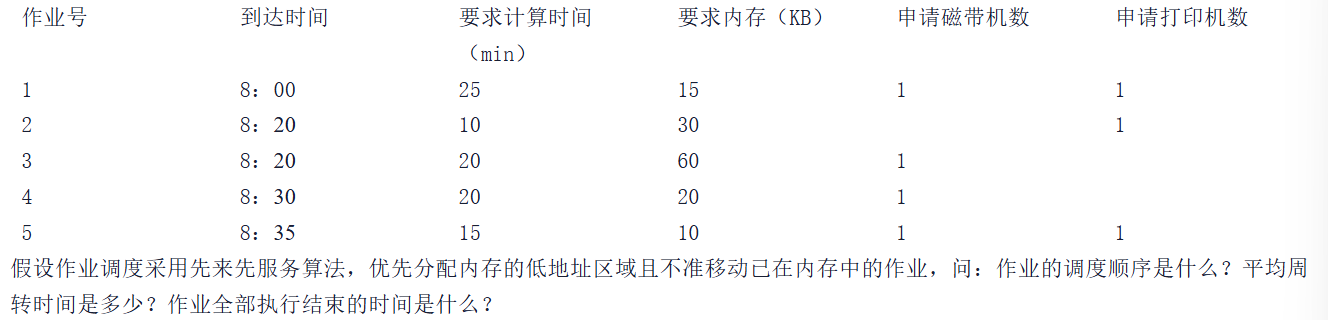 作业号 到达时间 要求计算时间（min） 要求内存（KB） 申请磁带机数 申请打印机数
1 8：00 25 15 1 1
2 8：20 10 30 1
3 8：20 20 60 1
4 8：30 20 20 1
5 8：35 15 10 1 1
假设作业调度采用先来先服务算法，优先分配内存的低地址区域且不准移动已在内存中的作业，问：作业的调度顺序是什么？平均周
转时间是多少？作业全部执行结束的时间是什么？